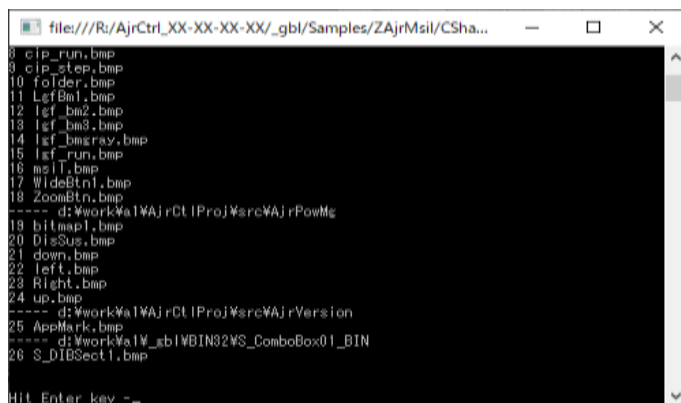 file:///R:/AjrCtrl_XX-XX-XX-XX/_gbl/Samples/ZAjrMsil/CSha...
8 cip_run.bmp
9 cip_step.bmp
10 folder.bmp
11 LgfBm1.bmp
12 lgf_bm2.bmp
13 lgf_bm3.bmp
14 lgf_bmgray.bmp
15 lgf_run.bmp
16 msil.bmp
17 WideBtn1.bmp
18 ZoomBtn.bmp
----- d:¥work¥a1¥AjrCtlProj¥src¥AjrPowMg
19 bitmap1.bmp
20 DisSus.bmp
21 down.bmp
22 left.bmp
23 Right.bmp
24 up.bmp
----- d:¥work¥a1¥AjrCtlProj¥src¥AjrVersion
25 AppMark.bmp
----- d:¥work¥a1¥_gbl¥BIN32¥S_ComboBox01_BIN
26 S_DIBSect1.bmp
Hit Enter key -_